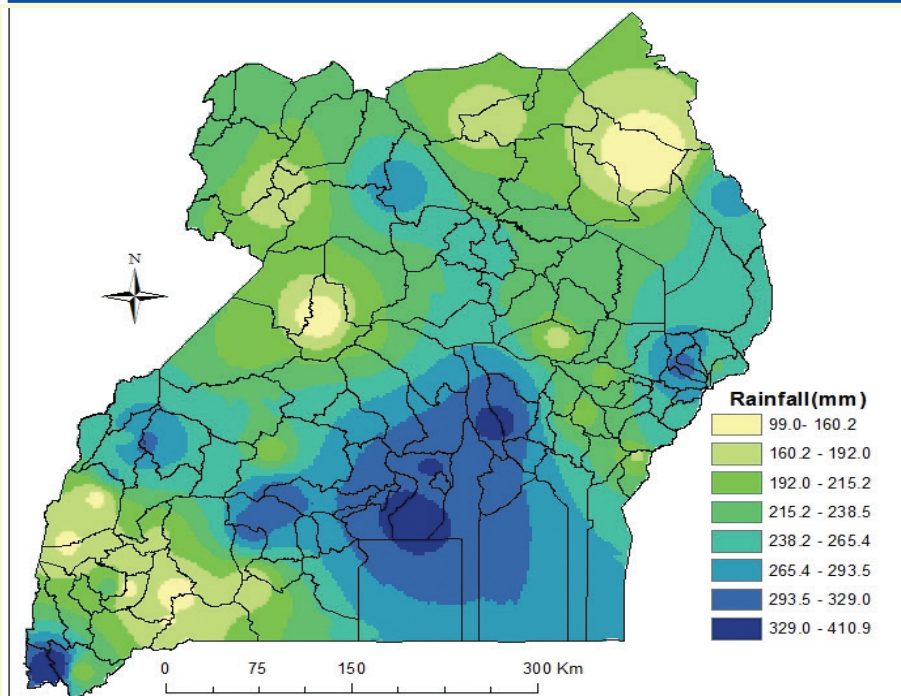 N
Rainfall(mm)
99.0- 160.2
160.2 - 192.0
192.0 - 215.2
215.2 - 238.5
238.2 - 265.4
265.4 - 293.5
293.5 - 329.0
329.0 - 410.9
0 75 150 300 Km